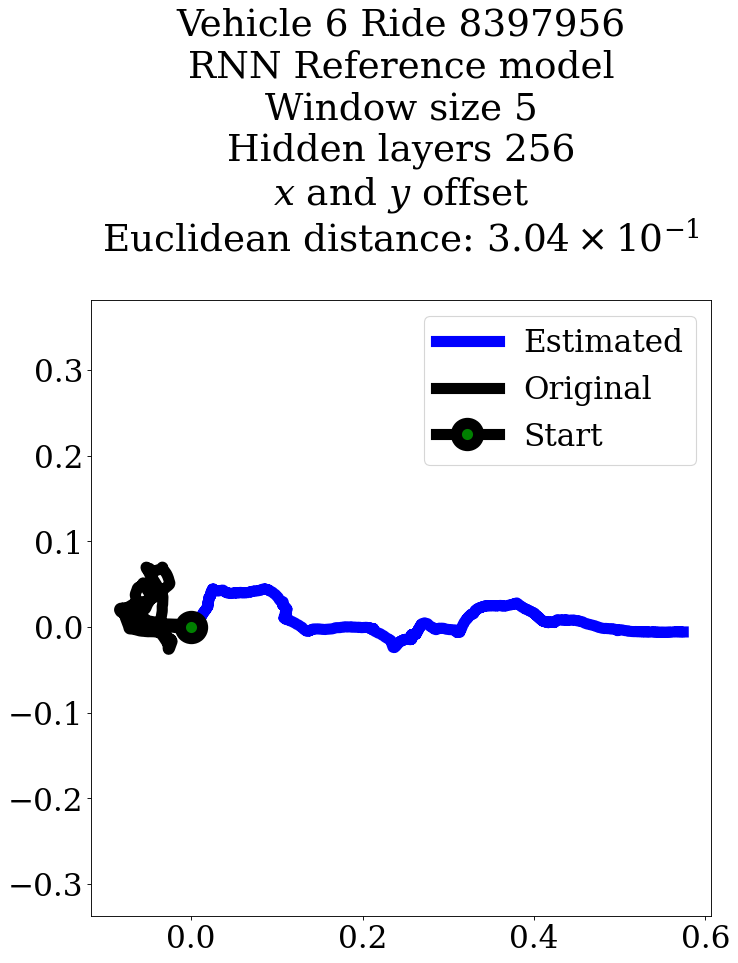 Vehicle 6 Ride 8397956
RNN Reference model
Window size 5
Hidden layers 256
x and y offset
Euclidean distance: 3.04 × 10⁻¹
Estimated
Original
Start
0.3
0.2
0.1
0.0
−0.1
−0.2
−0.3
0.0 0.2 0.4 0.6